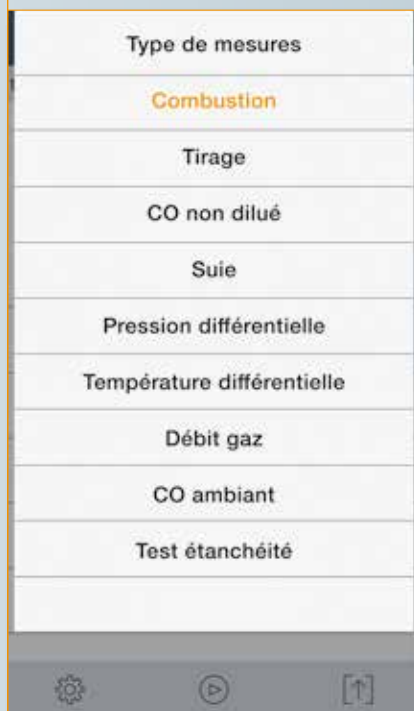 Type de mesures
Combustion
Tirage
CO non dilué
Suie
Pression différentielle
Température différentielle
Débit gaz
CO ambiant
Test étanchéité